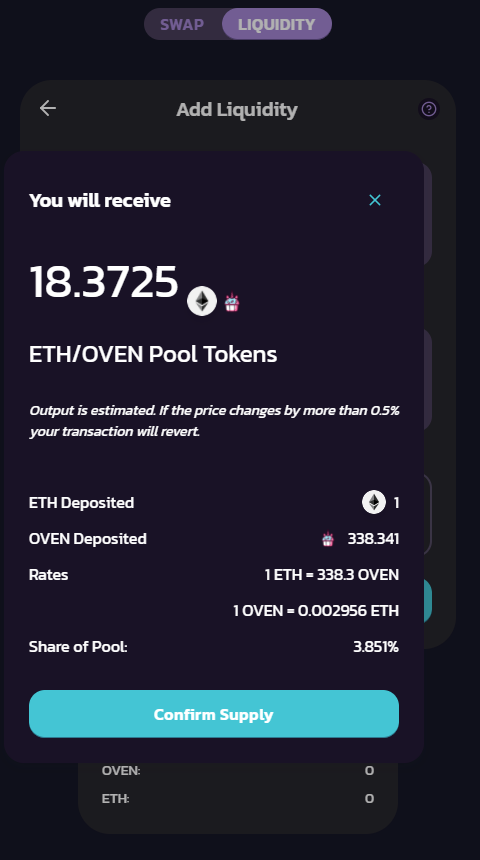 SWAP LIQUIDITY
Add Liquidity ?
You will receive
18.3725
ETH/OVEN Pool Tokens
Output is estimated. If the price changes by more than 0.5%
your transaction will revert.
ETH Deposited 1
OVEN Deposited 338.341
Rates 1 ETH = 338.3 OVEN
1 OVEN = 0.002956 ETH
Share of Pool: 3.851%
Confirm Supply
OVEN: 0
ETH: 0